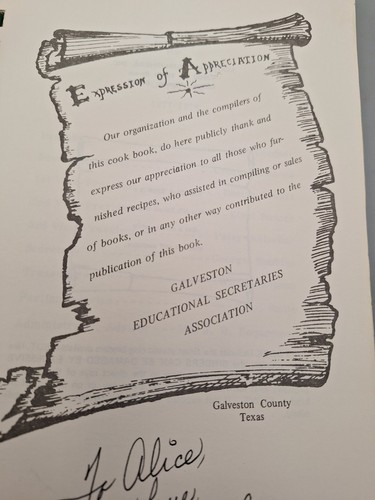 Expression of Appreciation
Our organization and the compilers of
this cook book, do here publicly thank and
express our appreciation to all those who fur-
nished recipes, who assisted in compiling or sales
of books, or in any other way contributed to the
publication of this book.
GALVESTON
EDUCATIONAL SECRETARIES
ASSOCIATION
Galveston County
Texas
To Alice,